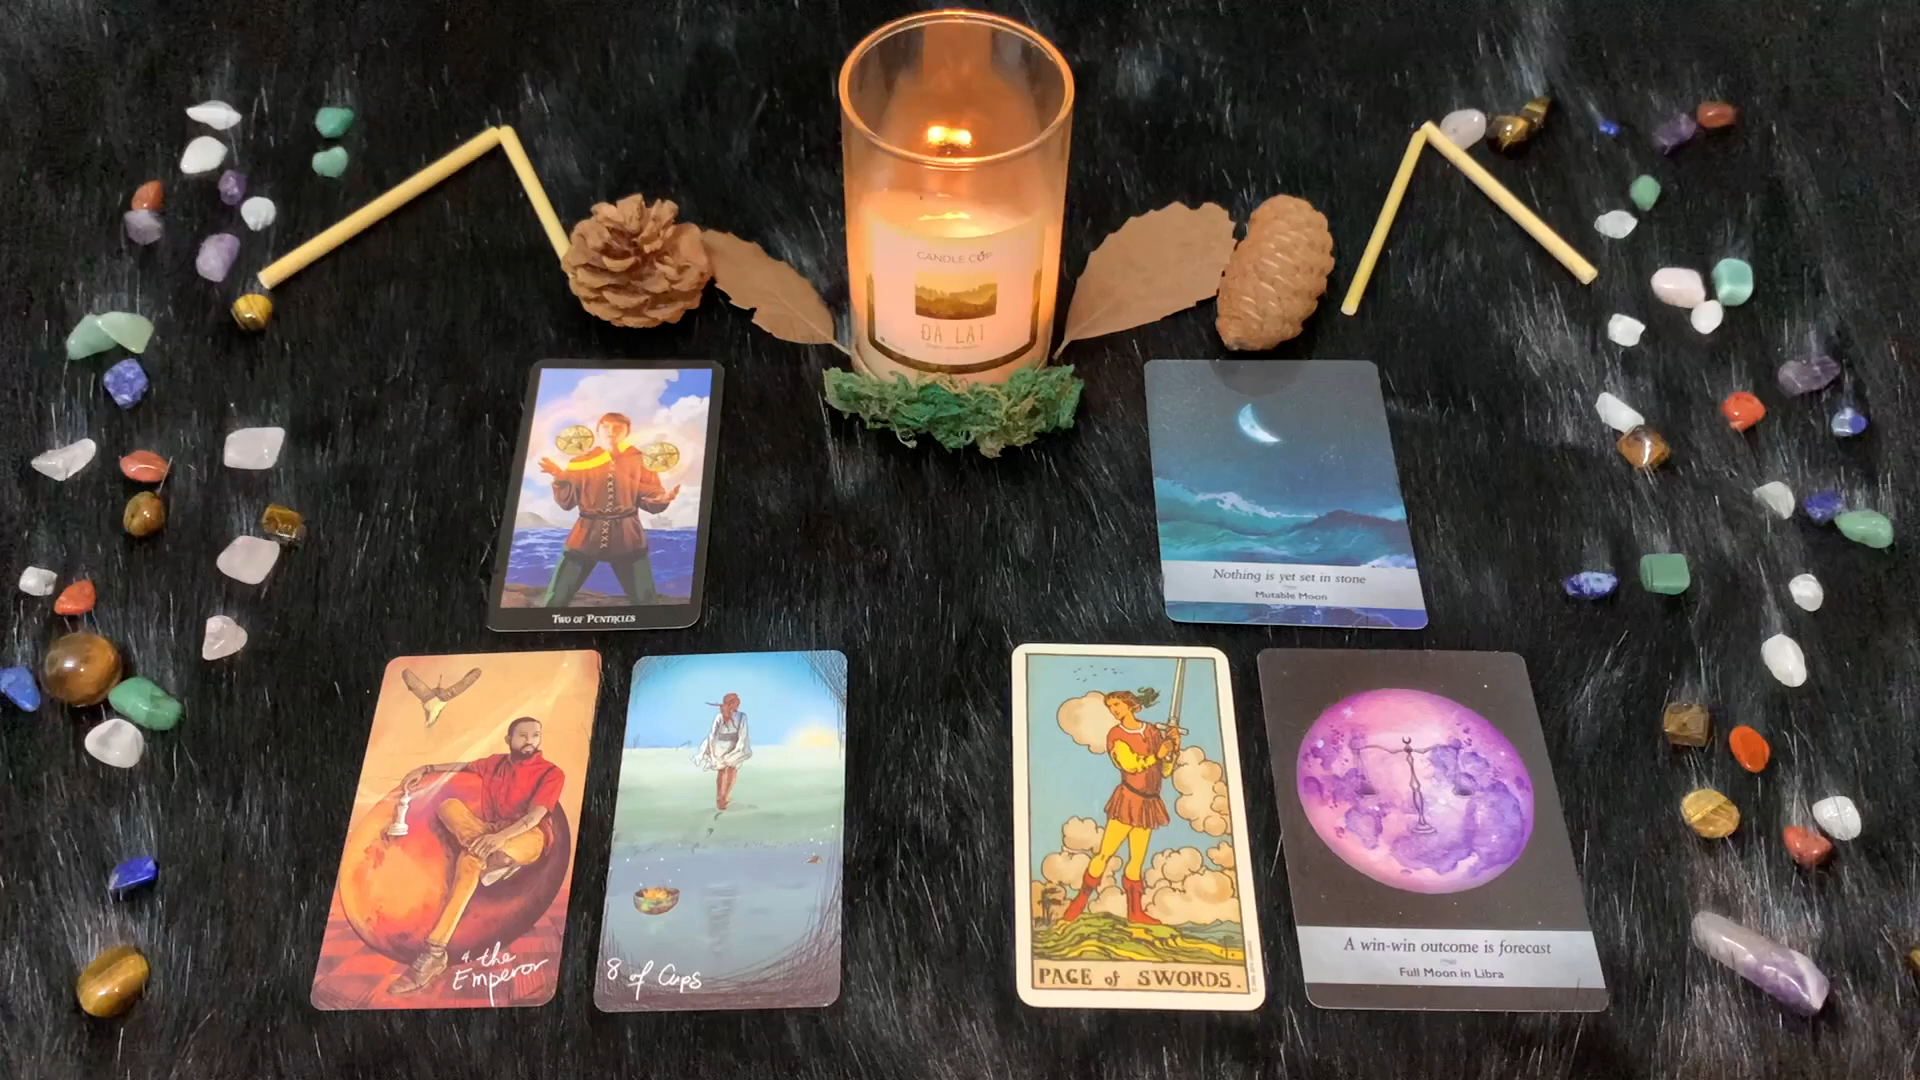 CANDLE CUP
ĐÀ LẠT
TWO OF PENTACLES
Nothing is yet set in stone
Mutable Moon
4. the
Emperor
8 of Cups
PAGE of SWORDS.
A win-win outcome is forecast
Full Moon in Libra